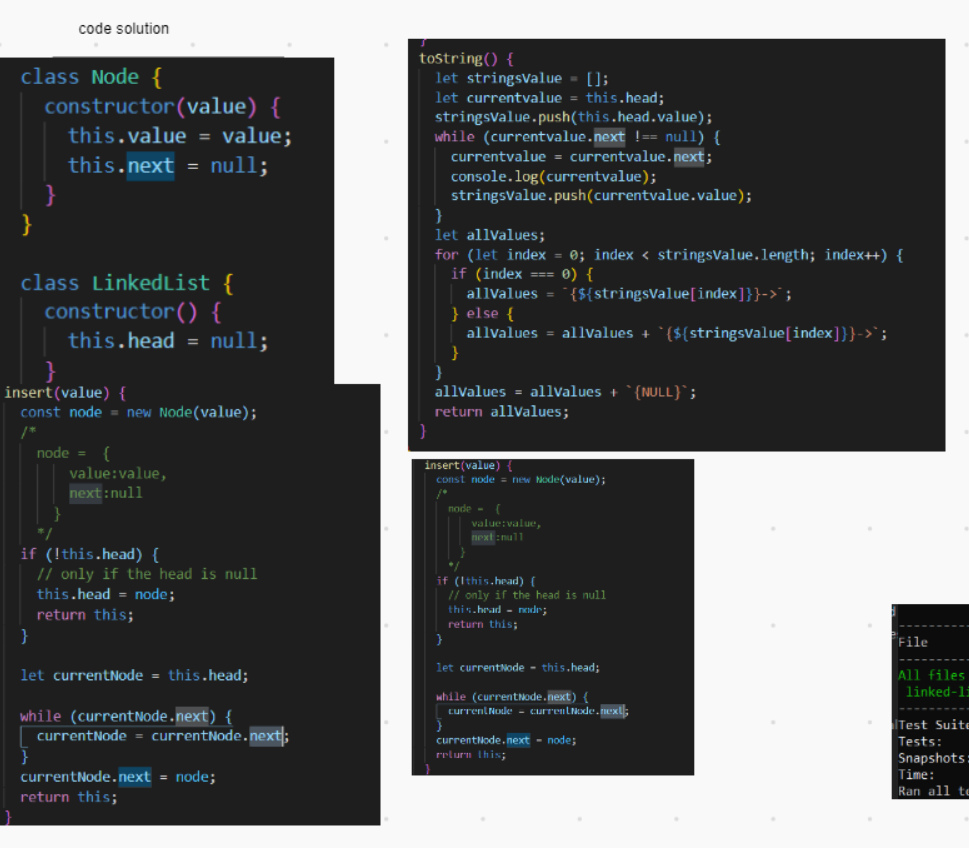 code solution
class Node {
constructor(value) {
this.value = value;
this.next = null;
}
}
class LinkedList {
constructor() {
this.head = null;
}
insert(value) {
const node = new Node(value);
/*
node = {
value:value,
next:null
}
*/
if (!this.head) {
// only if the head is null
this.head = node;
return this;
}
let currentNode = this.head;
while (currentNode.next) {
currentNode = currentNode.next;
}
currentNode.next = node;
return this;
}
}
toString() {
let stringsValue = [];
let currentvalue = this.head;
stringsValue.push(this.head.value);
while (currentvalue.next !== null) {
currentvalue = currentvalue.next;
console.log(currentvalue);
stringsValue.push(currentvalue.value);
}
let allValues;
for (let index = 0; index < stringsValue.length; index++) {
if (index === 0) {
allValues = `{${stringsValue[index]}}->`;
} else {
allValues = allValues + `{${stringsValue[index]}}->`;
}
}
allValues = allValues + `{NULL}`;
return allValues;
}
insert(value) {
const node = new Node(value);
/*
node = {
value:value,
next:null
}
*/
if (!this.head) {
// only if the head is null
this.head = node;
return this;
}
let currentNode = this.head;
while (currentNode.next) {
currentNode = currentNode.next;
}
currentNode.next = node;
return this;
}
File
All files
linked-li
Test Suite
Tests:
Snapshots:
Time:
Ran all te